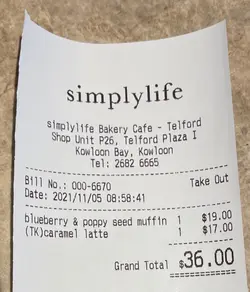 simplylife
simplylife Bakery Cafe - Telford
Shop Unit P26, Telford Plaza I
Kowloon Bay, Kowloon
Tel: 2682 6665
Bill No.: 000-6670 Take Out
Date: 2021/11/05 08:58:41
blueberry & poppy seed muffin 1 $19.00
(TK)caramel latte 1 $17.00
Grand Total $36.00